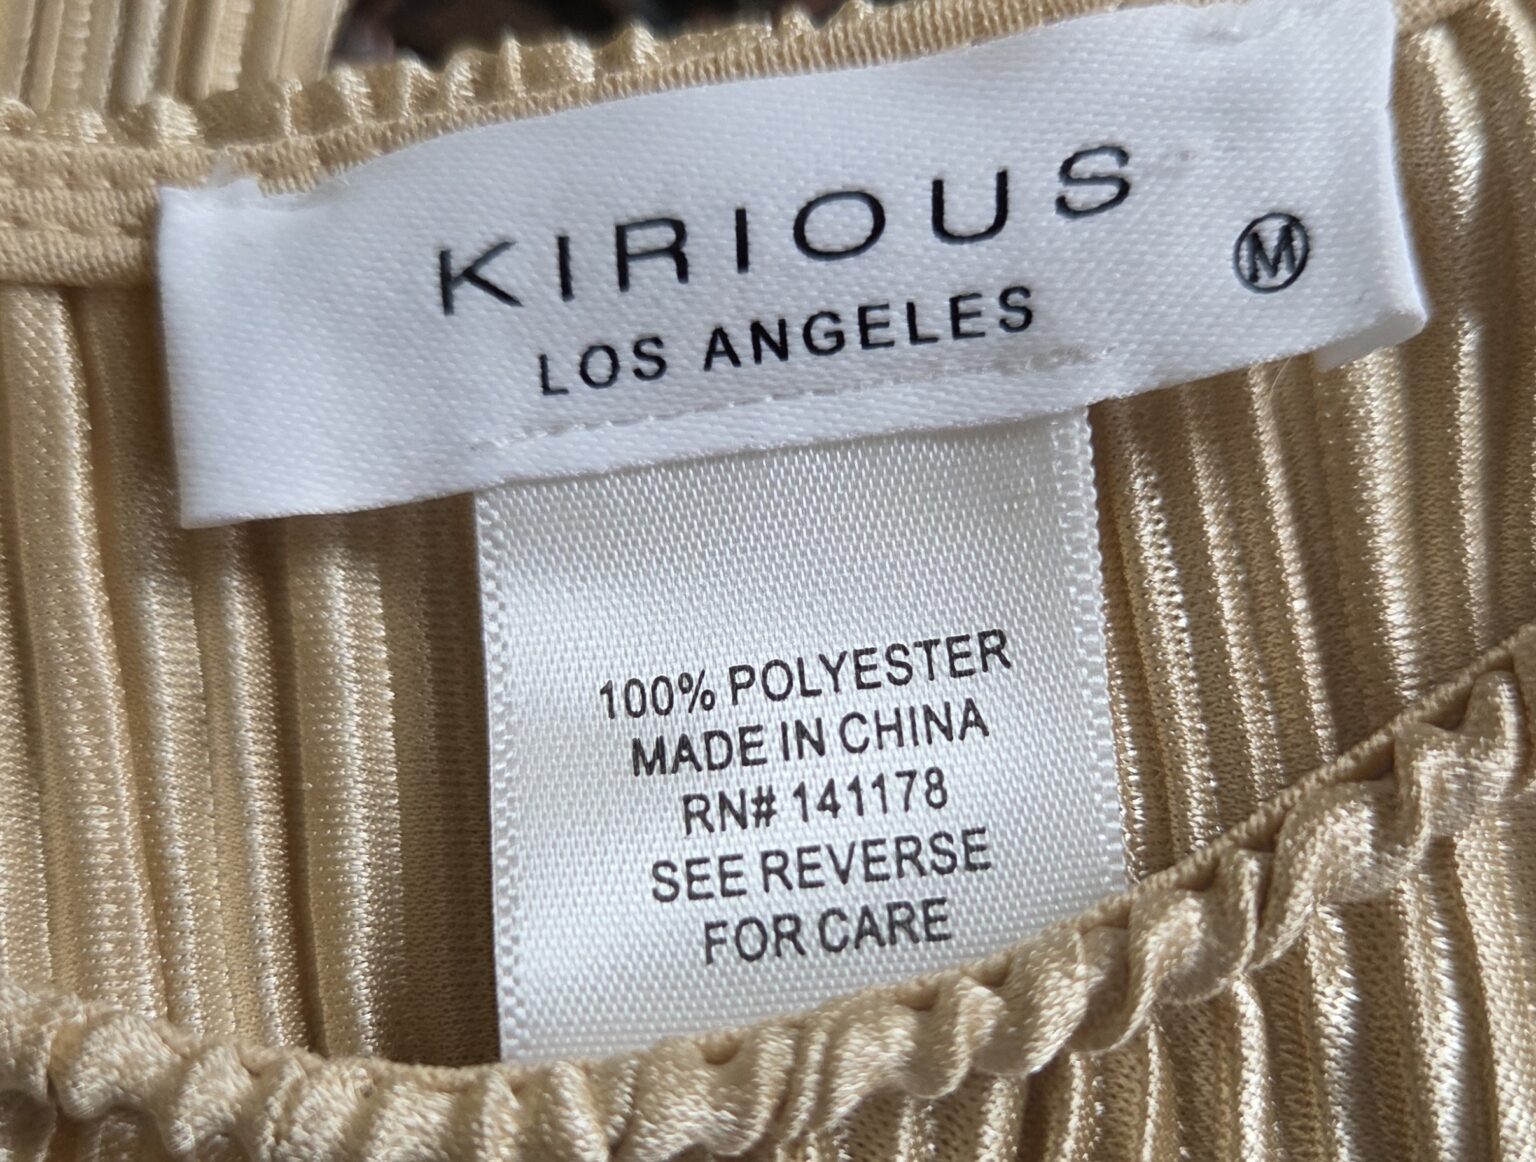 KIRIOUS
LOS ANGELES
M
100% POLYESTER
MADE IN CHINA
RN# 141178
SEE REVERSE
FOR CARE